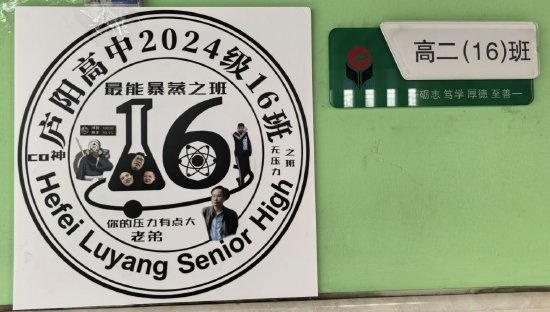 庐阳高中2024级16班
最能暴蒸之班
16
co神
无压力之班
你的压力有点大
老弟
Hefei Luyang Senior High
高二(16)班
励志 笃学 厚德 至善